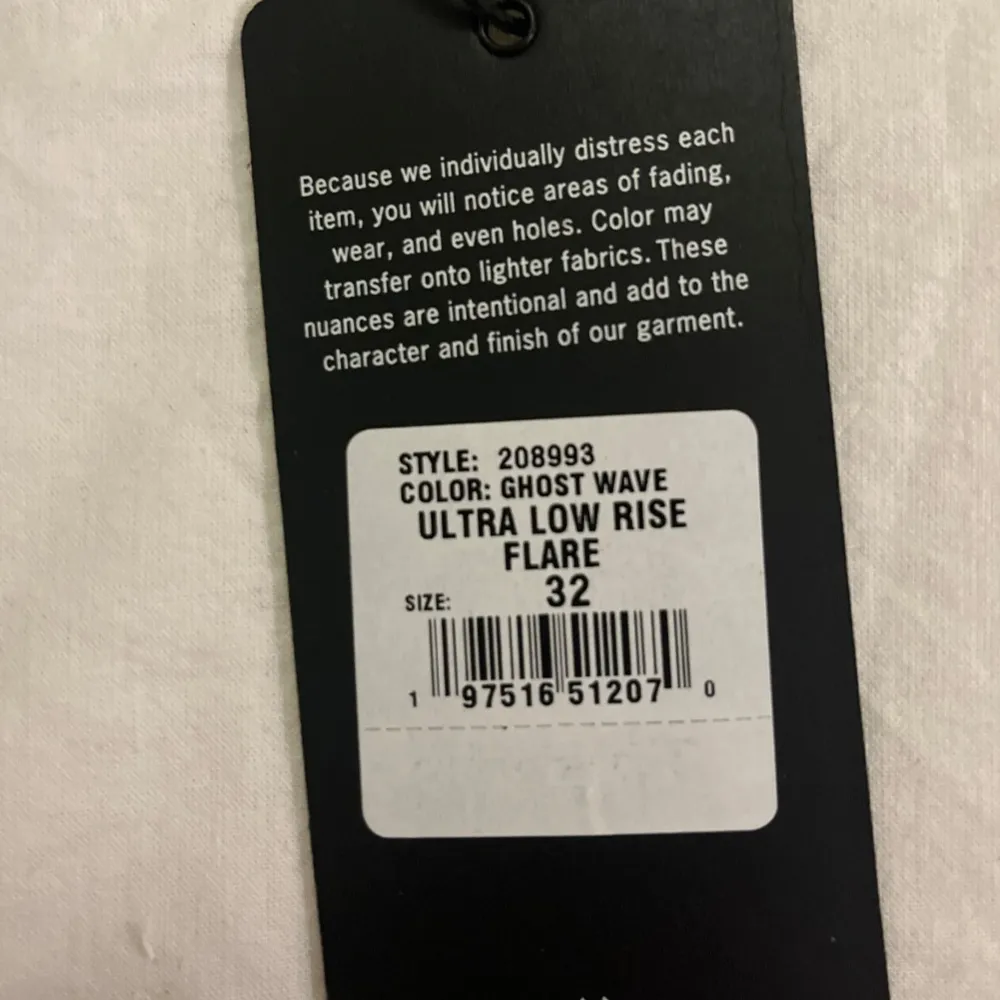 Because we individually distress each
item, you will notice areas of fading,
wear, and even holes. Color may
transfer onto lighter fabrics. These
nuances are intentional and add to the
character and finish of our garment.
STYLE: 208993
COLOR: GHOST WAVE
ULTRA LOW RISE
FLARE
SIZE: 32
1 97516 51207 0